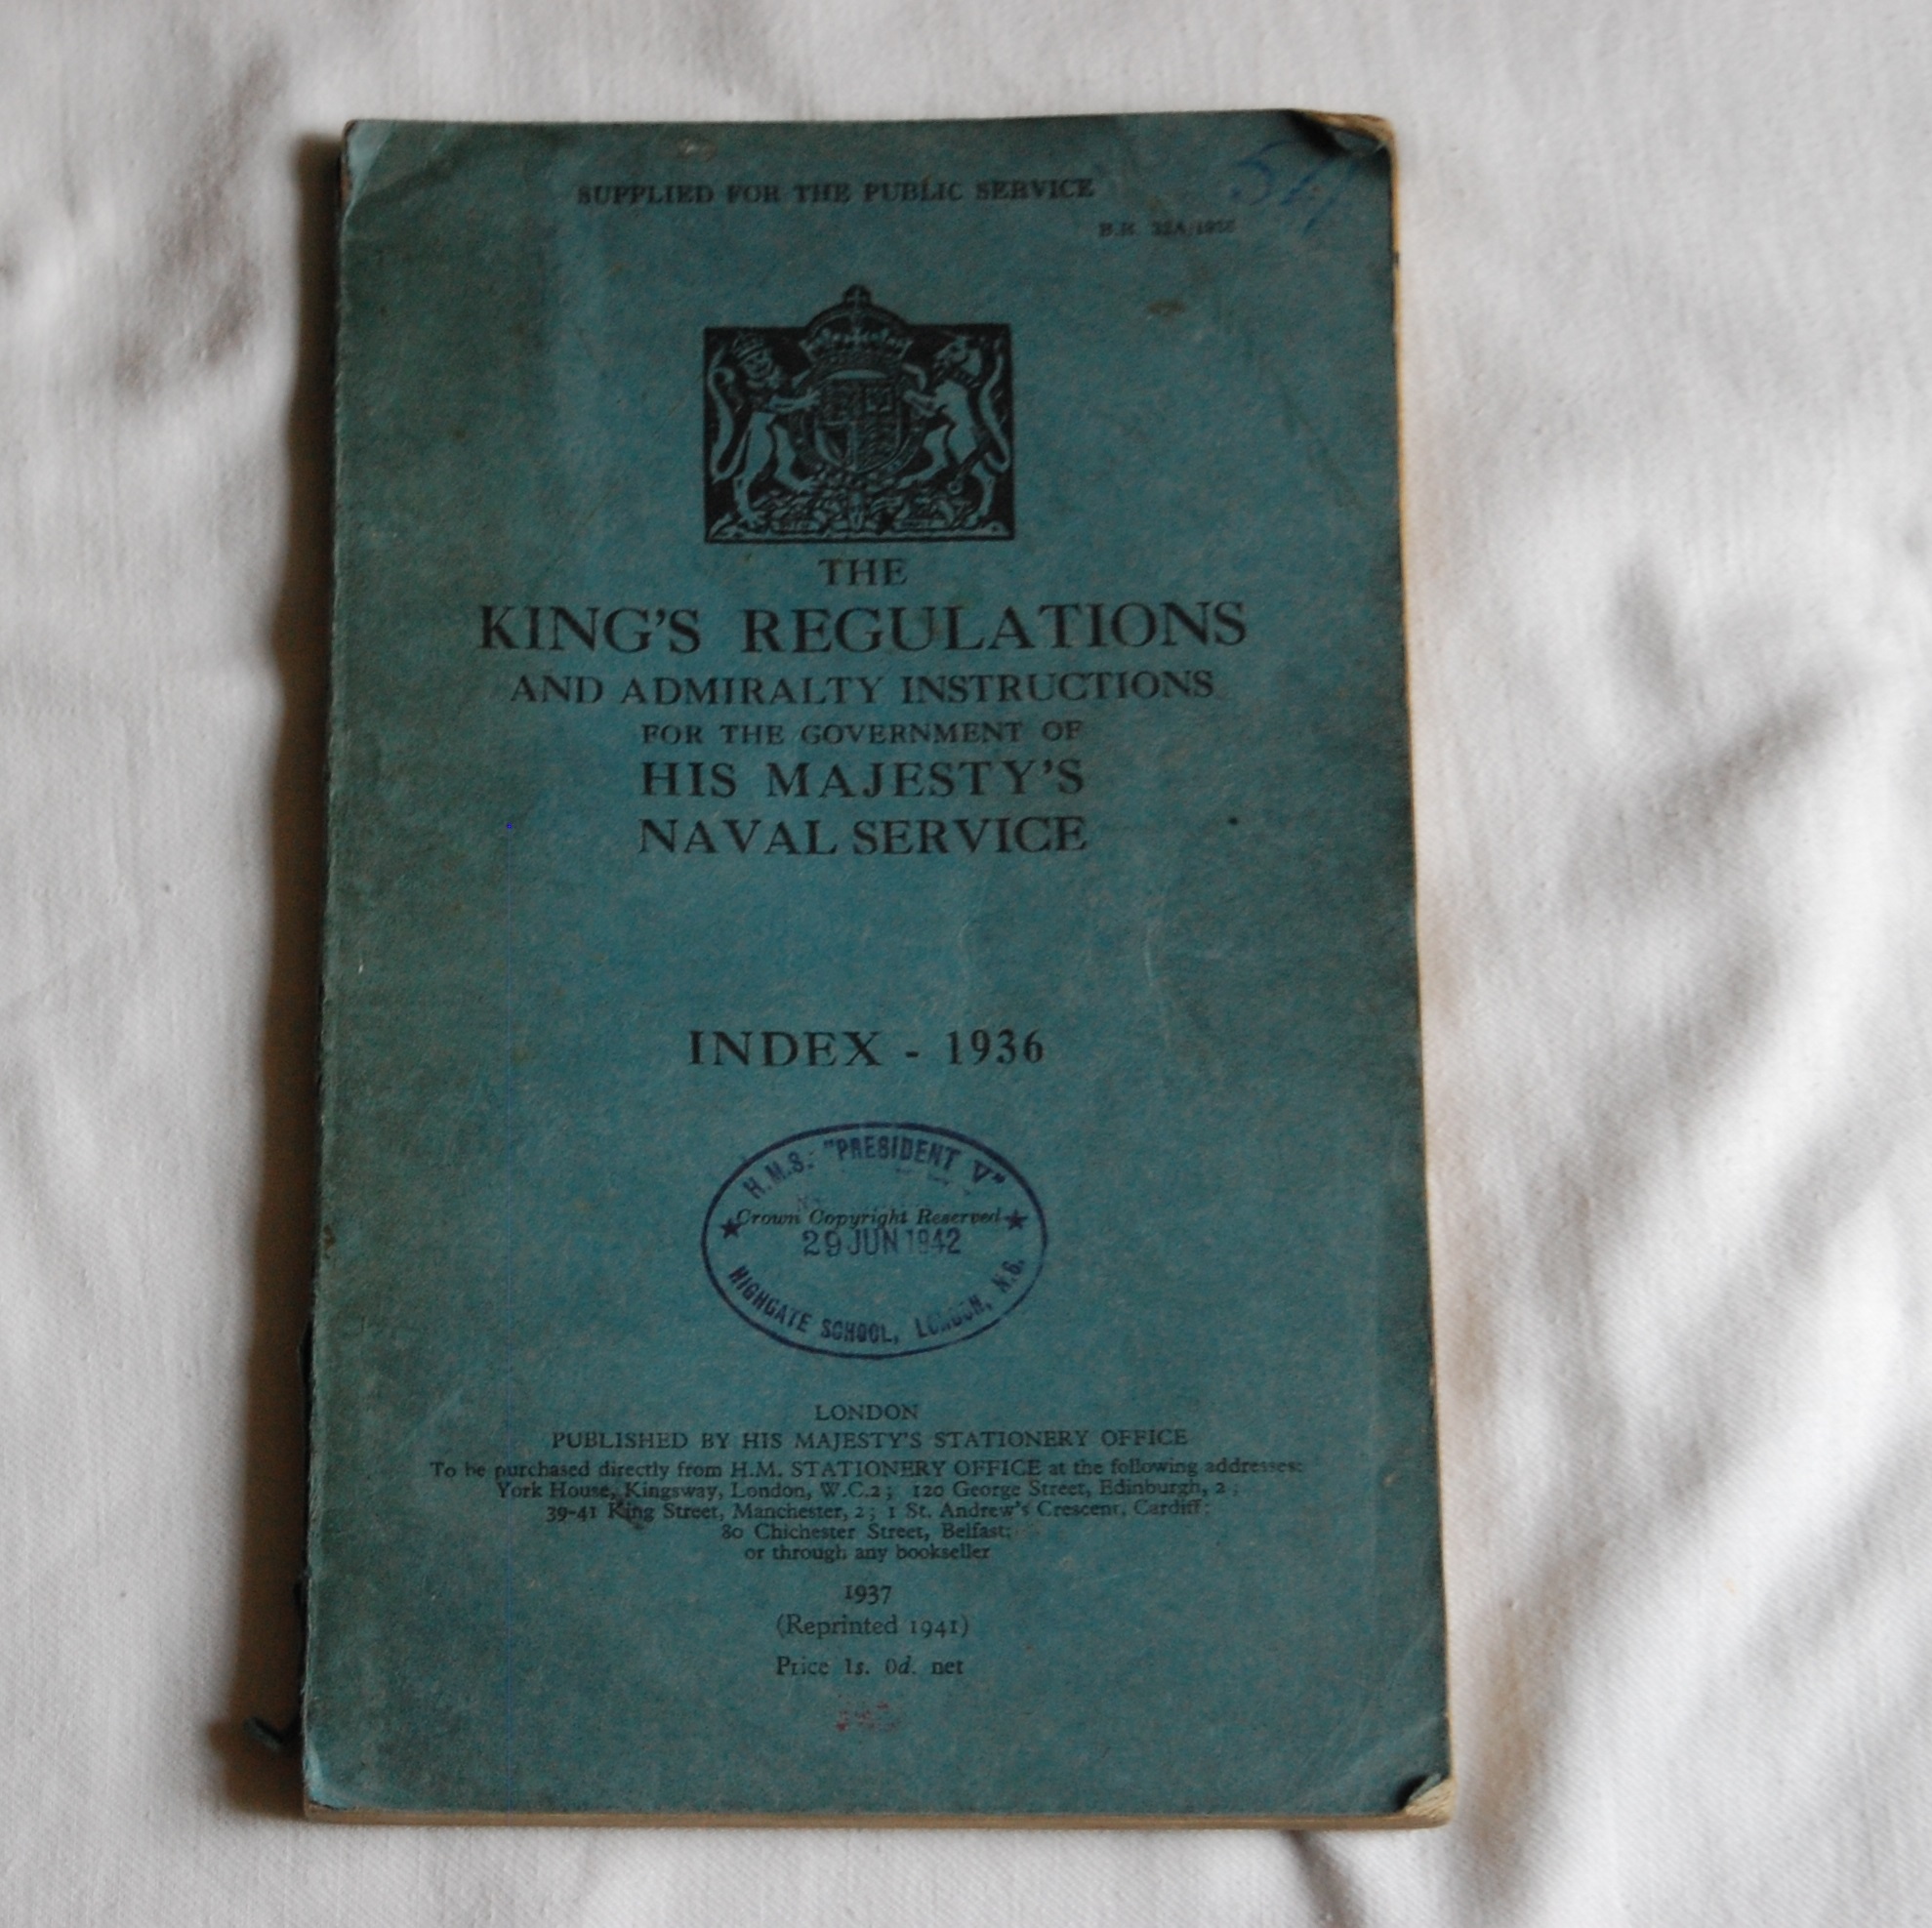 SUPPLIED FOR THE PUBLIC SERVICE
B.R. 32A/1936
THE
KING'S REGULATIONS
AND ADMIRALTY INSTRUCTIONS
FOR THE GOVERNMENT OF
HIS MAJESTY'S
NAVAL SERVICE
INDEX - 1936
H.M.S. "PRESIDENT V"
Crown Copyright Reserved
29 JUN 1942
HIGHGATE SCHOOL, LONDON, N.6.
LONDON
PUBLISHED BY HIS MAJESTY'S STATIONERY OFFICE
To be purchased directly from H.M. STATIONERY OFFICE at the following addresses:
York House, Kingsway, London, W.C.2; 120 George Street, Edinburgh, 2;
39-41 King Street, Manchester, 2; 1 St. Andrew's Crescent, Cardiff;
80 Chichester Street, Belfast;
or through any bookseller
1937
(Reprinted 1941)
Price 1s. 0d. net